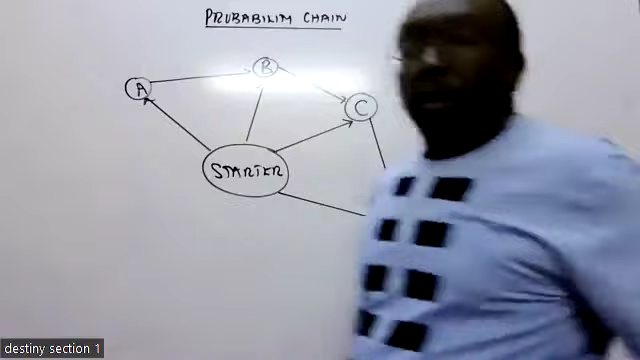 PROBABILIM CHAIN
B
A
C
STARTER
destiny section 1